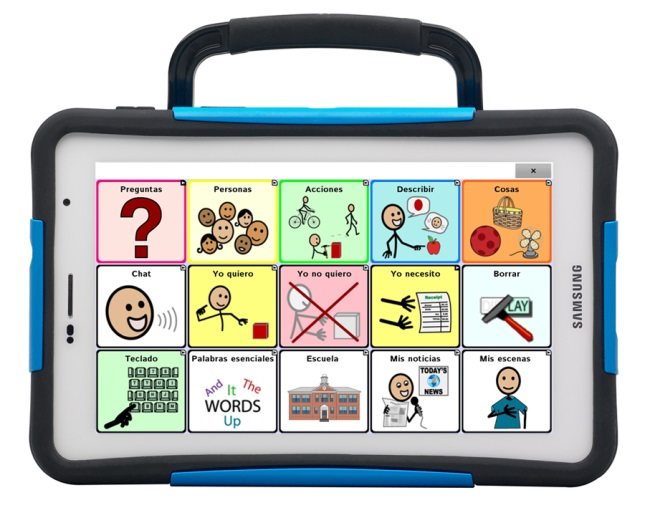 ×
Preguntas
Personas
Acciones
Describir
Cosas
Chat
Yo quiero
Yo no quiero
Yo necesito
Receipt
Borrar
LAY
Teclado
Palabras esenciales
And It The
WORDS
Up
Escuela
Mis noticias
TODAY'S
NEWS
Mis escenas
SAMSUNG